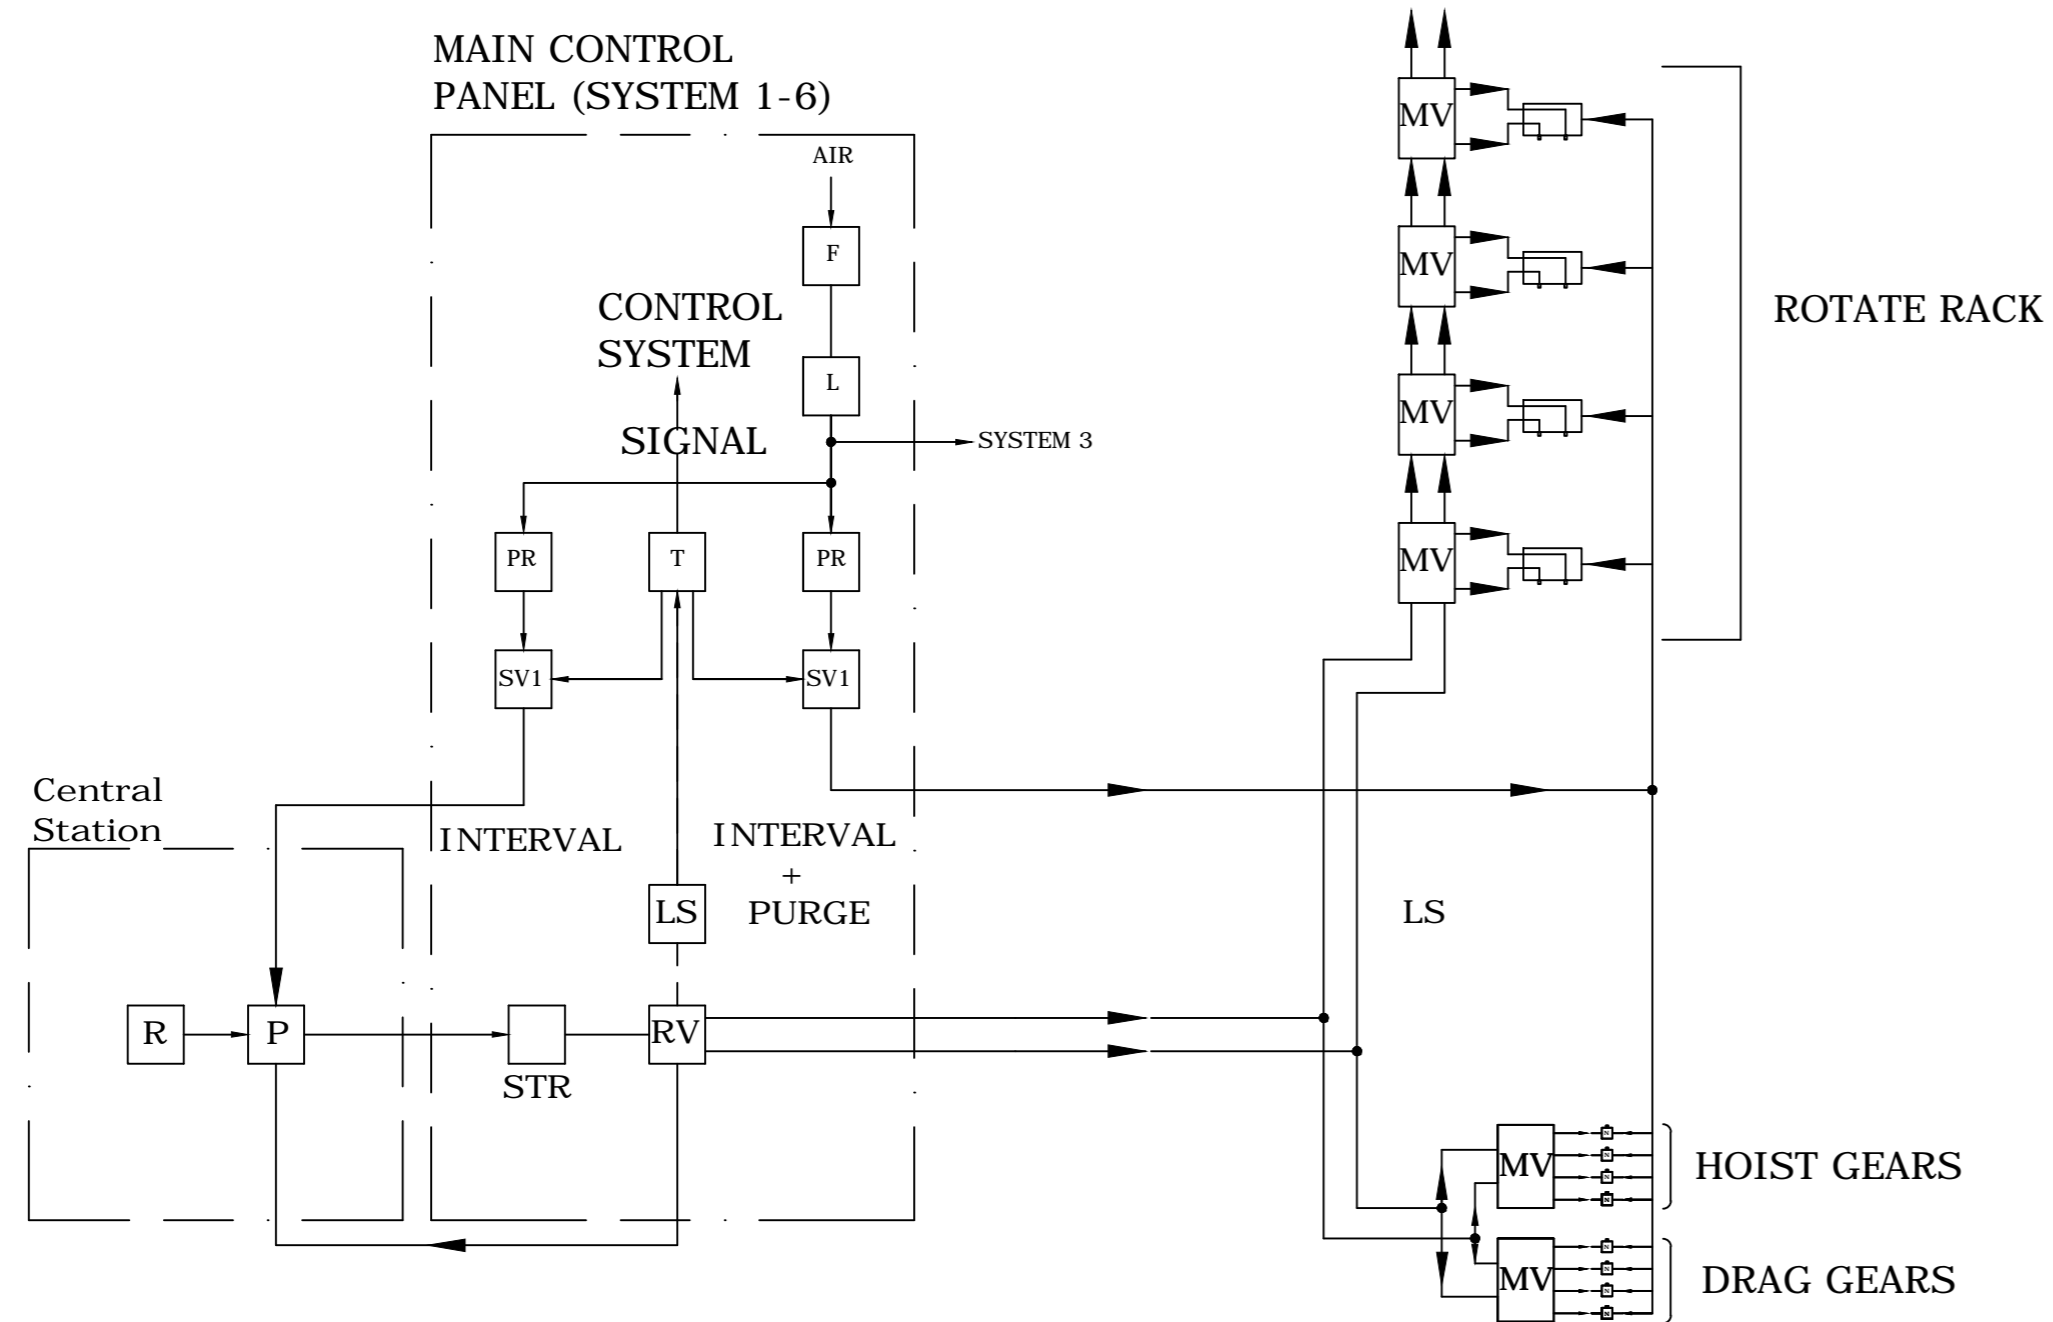 MAIN CONTROL
PANEL (SYSTEM 1-6)
AIR
F
CONTROL
SYSTEM
L
SIGNAL
SYSTEM 3
PR
T
PR
SV1
SV1
Central
Station
INTERVAL
INTERVAL
+
PURGE
LS
R
P
STR
RV
MV
MV
MV
MV
ROTATE RACK
LS
MV
N
N
N
N
HOIST GEARS
MV
N
N
N
N
DRAG GEARS